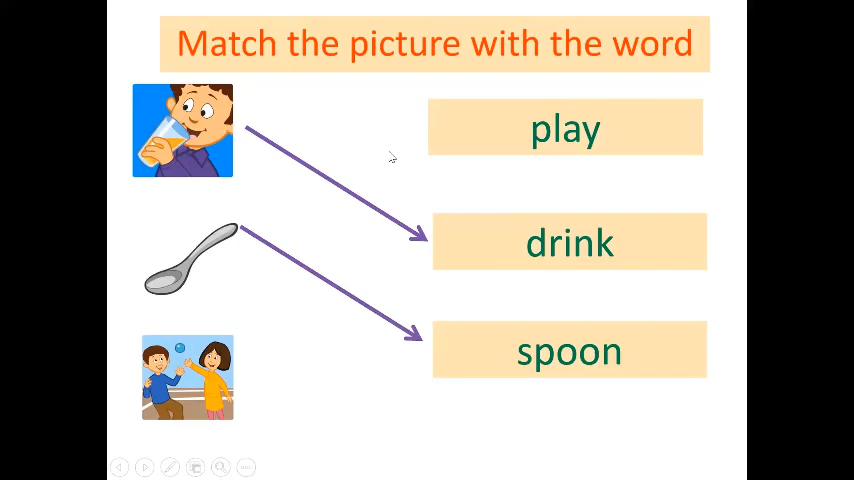 Match the picture with the word
play
drink
spoon